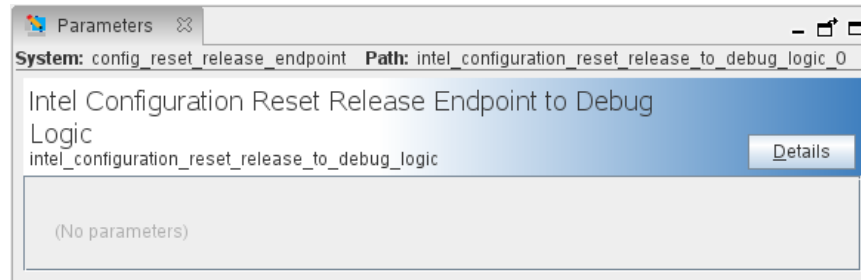 Parameters
System: config_reset_release_endpoint Path: intel_configuration_reset_release_to_debug_logic_0
Intel Configuration Reset Release Endpoint to Debug
Logic
intel_configuration_reset_release_to_debug_logic
Details
(No parameters)